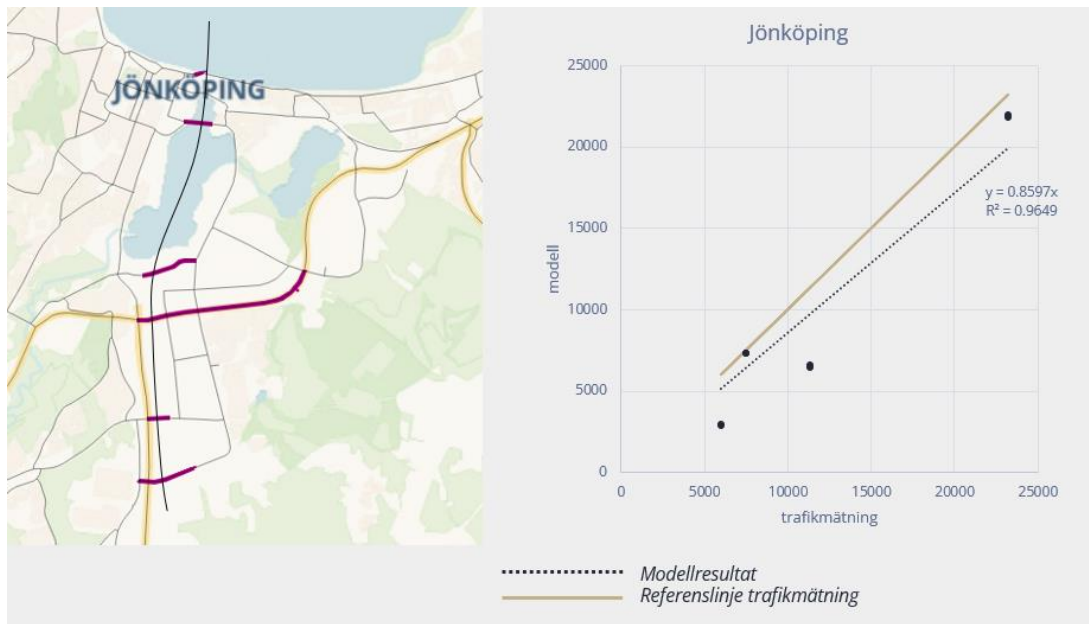 JÖNKÖPING
Jönköping
25000
20000
15000
10000
5000
0
modell
y = 0.8597x
R² = 0.9649
0 5000 10000 15000 20000 25000
trafikmätning
Modellresultat
Referenslinje trafikmätning